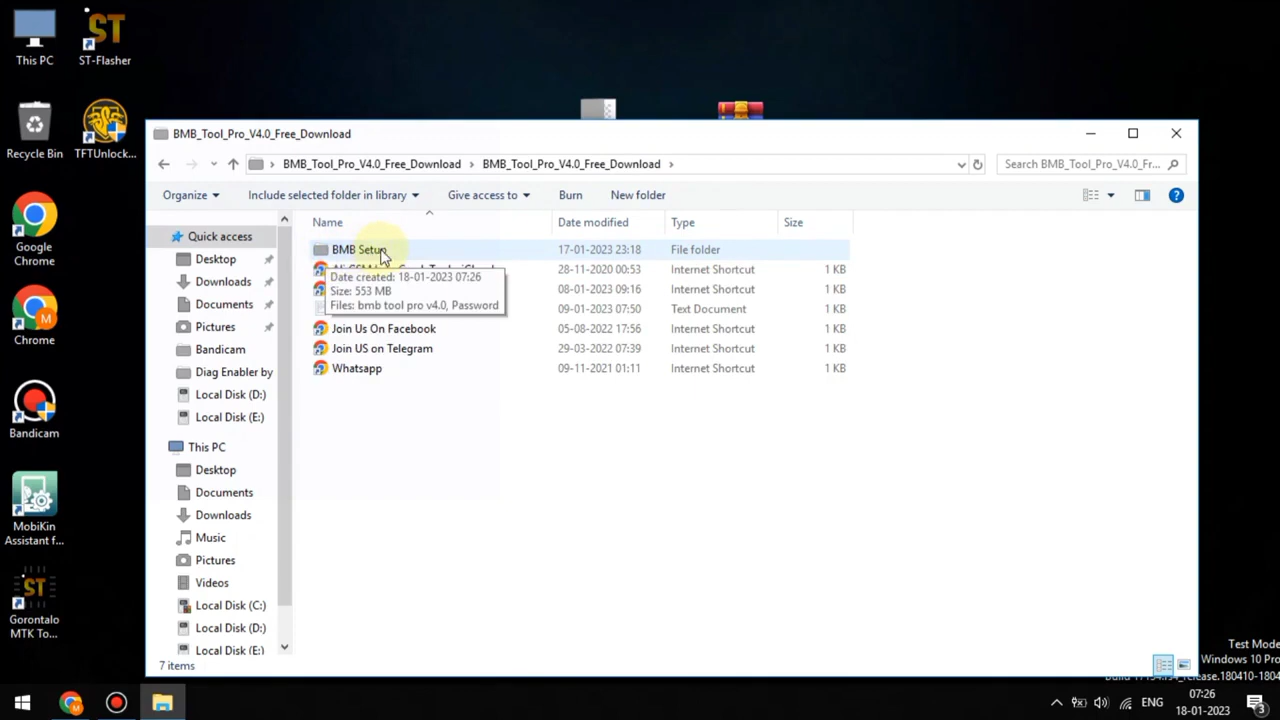 ST
ST
This PC
ST-Flasher
Recycle Bin
TFTUnlock...
Google
Chrome
Chrome
Bandicam
MobiKin
Assistant f...
Gorontalo
MTK To...
BMB_Tool_Pro_V4.0_Free_Download
BMB_Tool_Pro_V4.0_Free_Download
BMB_Tool_Pro_V4.0_Free_Download
Search BMB_Tool_Pro_V4.0_Fr...
Organize
Include selected folder in library
Give access to
Burn
New folder
Name
Date modified
Type
Size
Quick access
Desktop
Downloads
Documents
Pictures
Bandicam
Diag Enabler by
Local Disk (D:)
Local Disk (E:)
This PC
Desktop
Documents
Downloads
Music
Pictures
Videos
Local Disk (C:)
Local Disk (D:)
Local Disk (E:)
BMB Setup 17-01-2023 23:18 File folder
28-11-2020 00:53 Internet Shortcut 1 KB
08-01-2023 09:16 Internet Shortcut 1 KB
09-01-2023 07:50 Text Document 1 KB
Join Us On Facebook 05-08-2022 17:56 Internet Shortcut 1 KB
Join US on Telegram 29-03-2022 07:39 Internet Shortcut 1 KB
Whatsapp 09-11-2021 01:11 Internet Shortcut 1 KB
Date created: 18-01-2023 07:26
Size: 553 MB
Files: bmb tool pro v4.0, Password
7 items
Test Mode
Windows 10 Pro
ENG
07:26
18-01-2023
3